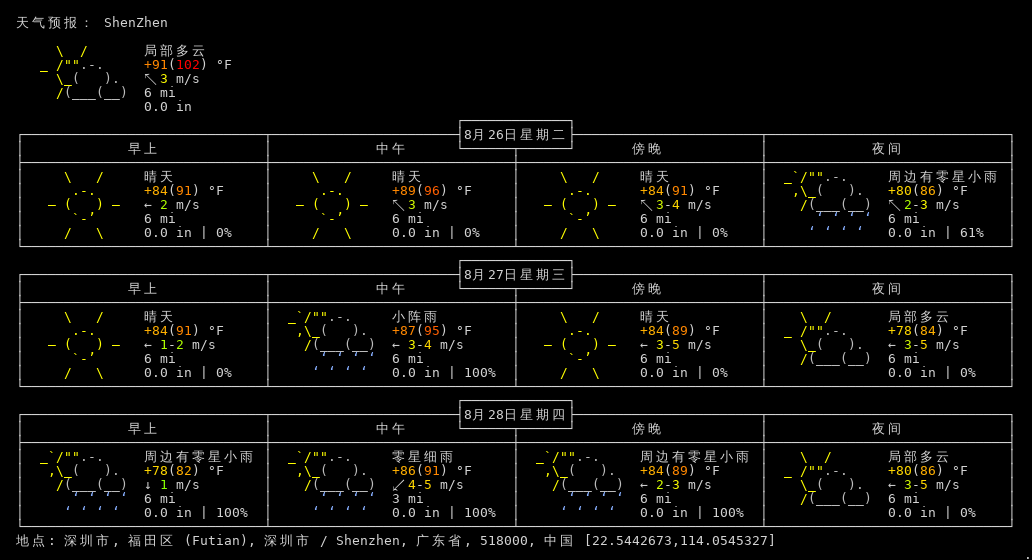 天气预报： ShenZhen
局部多云
+91(102) °F
↖ 3 m/s
6 mi
0.0 in
8月26日星期二
早上 中午 傍晚 夜间
晴天 晴天 晴天 周边有零星小雨
+84(91) °F +89(96) °F +84(91) °F +80(86) °F
← 2 m/s ↖ 3 m/s ↖ 3-4 m/s ↖ 2-3 m/s
6 mi 6 mi 6 mi 6 mi
0.0 in | 0% 0.0 in | 0% 0.0 in | 0% 0.0 in | 61%
8月27日星期三
早上 中午 傍晚 夜间
晴天 小阵雨 晴天 局部多云
+84(91) °F +87(95) °F +84(89) °F +78(84) °F
← 1-2 m/s ← 3-4 m/s ← 3-5 m/s ← 3-5 m/s
6 mi 6 mi 6 mi 6 mi
0.0 in | 0% 0.0 in | 100% 0.0 in | 0% 0.0 in | 0%
8月28日星期四
早上 中午 傍晚 夜间
周边有零星小雨 零星细雨 周边有零星小雨 局部多云
+78(82) °F +86(91) °F +84(89) °F +80(86) °F
↓ 1 m/s ↙ 4-5 m/s ← 2-3 m/s ← 3-5 m/s
6 mi 3 mi 6 mi 6 mi
0.0 in | 100% 0.0 in | 100% 0.0 in | 100% 0.0 in | 0%
地点: 深圳市, 福田区 (Futian), 深圳市 / Shenzhen, 广东省, 518000, 中国 [22.5442673,114.0545327]